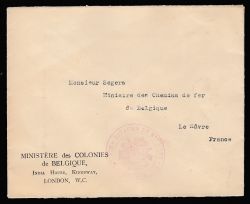 Monsieur Segers
Ministre des Chemins de fer
de Belgique
Le Hâvre
France
MINISTÈRE des COLONIES
de BELGIQUE,
INDIA HOUSE, KINGSWAY,
LONDON, W.C.